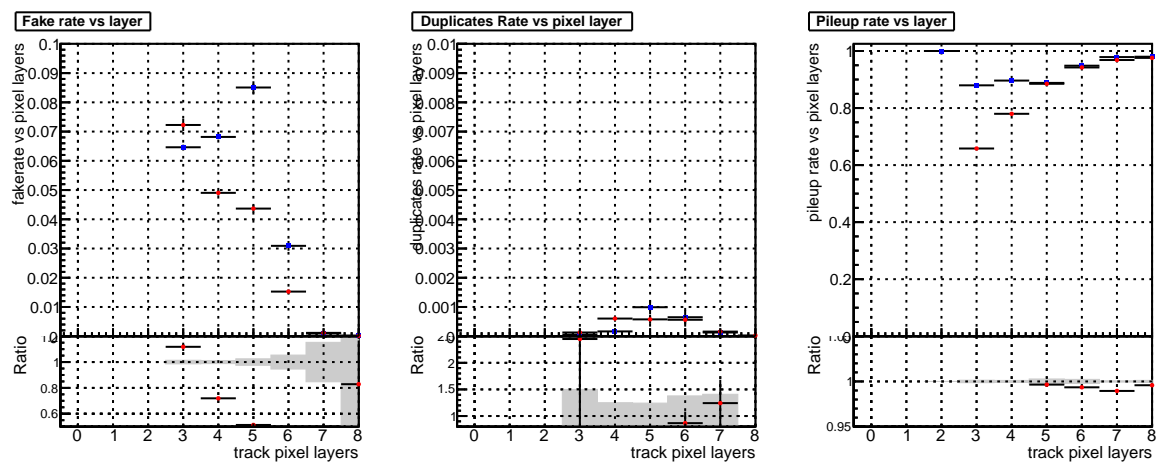 Fake rate vs layer
fakerate vs pixel layers
0.1
0.09
0.08
0.07
0.06
0.05
0.04
0.03
0.02
0.01
0
Ratio
1
0.8
0.6
0 1 2 3 4 5 6 7 8
track pixel layers
Duplicates Rate vs pixel layer
duplicates rate vs pixel layers
0.01
0.009
0.008
0.007
0.006
0.005
0.004
0.003
0.002
0.001
0
Ratio
2
1.5
1
0 1 2 3 4 5 6 7 8
track pixel layers
Pileup rate vs layer
pileup rate vs pixel layers
1
0.8
0.6
0.4
0.2
0
Ratio
1
0.95
0 1 2 3 4 5 6 7 8
track pixel layers